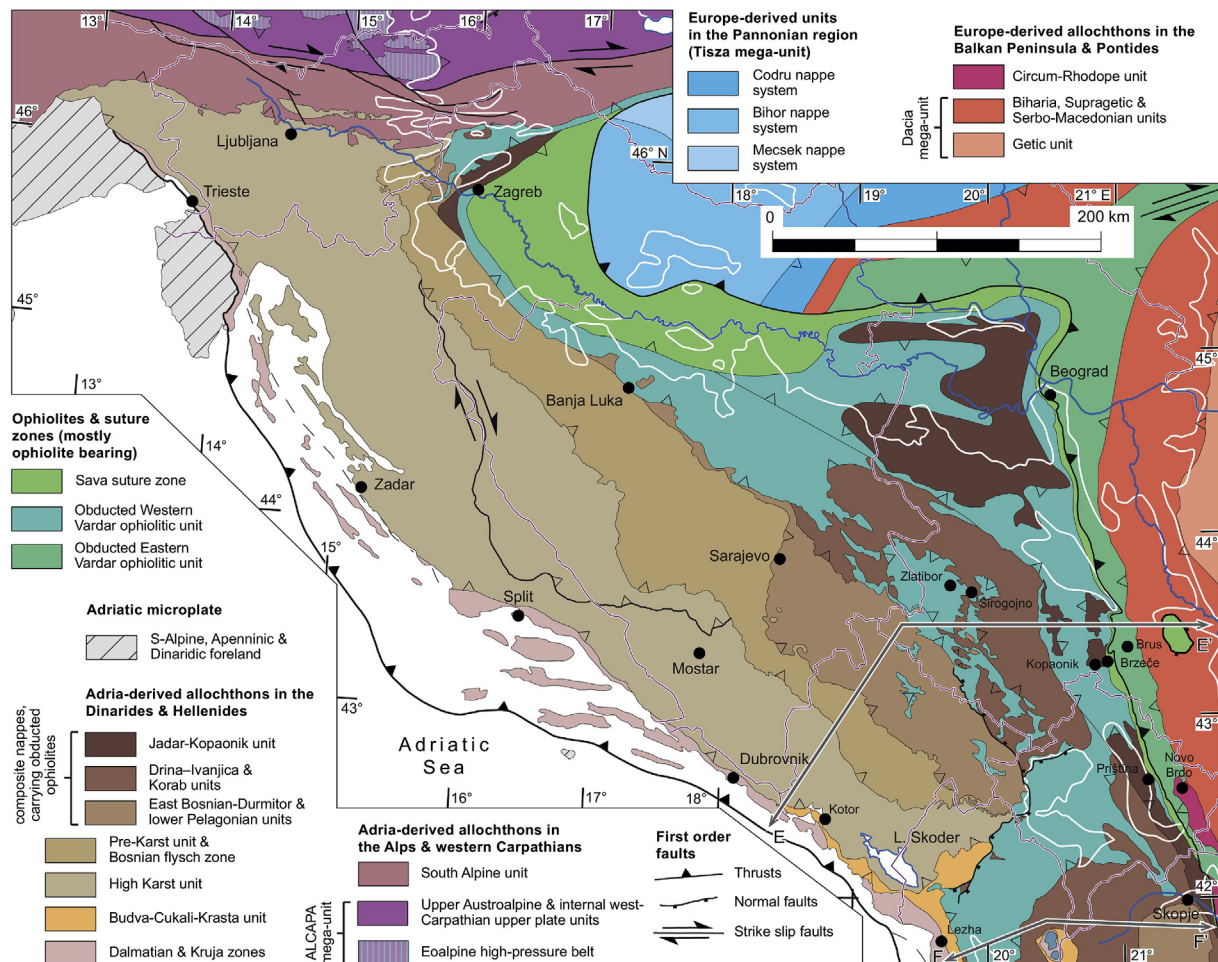 13°
14°
15°
16°
17°
46°
Ljubljana
Trieste
Zagreb
46° N
18°
19°
20°
21° E
0
200 km
Europe-derived units
in the Pannonian region
(Tisza mega-unit)
Codru nappe
system
Bihor nappe
system
Mecsek nappe
system
Europe-derived allochthons in the
Balkan Peninsula & Pontides
Circum-Rhodope unit
Dacia
mega-unit
Biharia, Supragetic &
Serbo-Macedonian units
Getic unit
45°
45°
Beograd
Banja Luka
13°
14°
44°
44°
15°
Zadar
Sarajevo
Zlatibor
Sirogojno
Split
Mostar
Kopaonik
Brus
Brzeče
E'
43°
43°
Adriatic
Sea
Dubrovnik
Priština
Novo
Brdo
16°
17°
18°
E
Kotor
L. Skoder
42°
Skopje
Lezha
F
F'
20°
21°
Ophiolites & suture
zones (mostly
ophiolite bearing)
Sava suture zone
Obducted Western
Vardar ophiolitic unit
Obducted Eastern
Vardar ophiolitic unit
Adriatic microplate
S-Alpine, Apenninic &
Dinaridic foreland
Adria-derived allochthons in the
Dinarides & Hellenides
composite nappes,
carrying obducted
ophiolites
Jadar-Kopaonik unit
Drina–Ivanjica &
Korab units
East Bosnian-Durmitor &
lower Pelagonian units
Pre-Karst unit &
Bosnian flysch zone
High Karst unit
Budva-Cukali-Krasta unit
Dalmatian & Kruja zones
Adria-derived allochthons in
the Alps & western Carpathians
South Alpine unit
ALCAPA
mega-unit
Upper Austroalpine & internal west-
Carpathian upper plate units
Eoalpine high-pressure belt
First order
faults
Thrusts
Normal faults
Strike slip faults